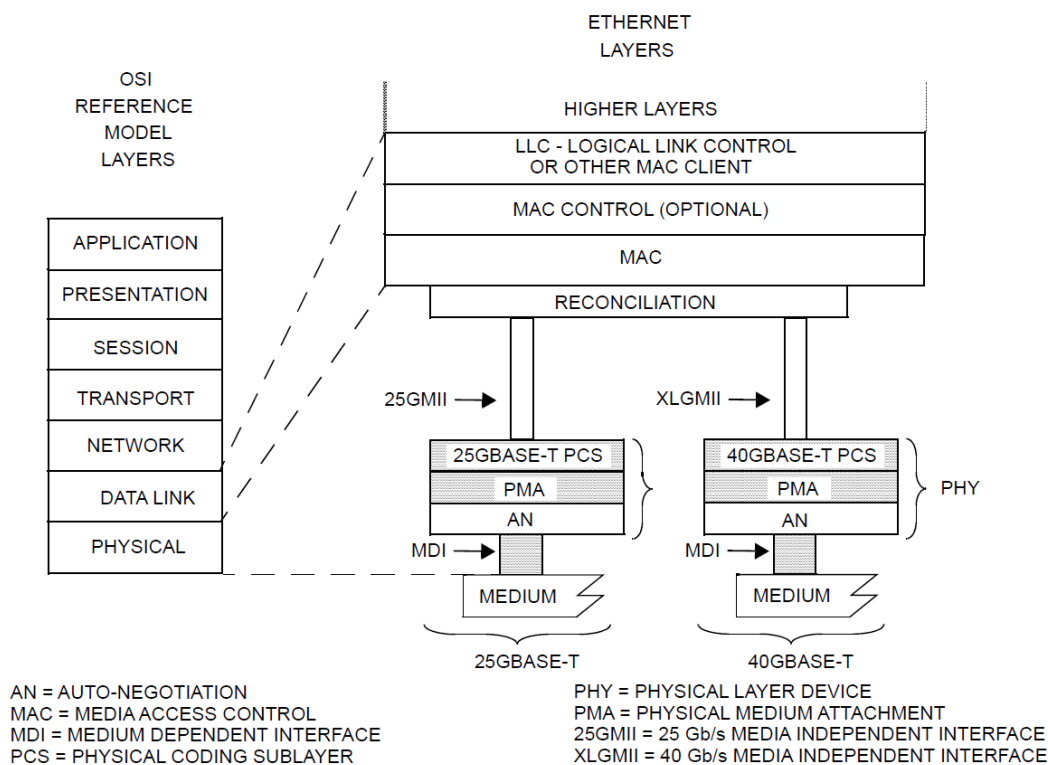 ETHERNET
LAYERS
OSI
REFERENCE
MODEL
LAYERS
HIGHER LAYERS
LLC - LOGICAL LINK CONTROL
OR OTHER MAC CLIENT
MAC CONTROL (OPTIONAL)
MAC
RECONCILIATION
APPLICATION
PRESENTATION
SESSION
TRANSPORT
NETWORK
DATA LINK
PHYSICAL
25GMII
XLGMII
25GBASE-T PCS
40GBASE-T PCS
PMA
PMA
PHY
AN
AN
MDI
MDI
MEDIUM
MEDIUM
25GBASE-T
40GBASE-T
AN = AUTO-NEGOTIATION
MAC = MEDIA ACCESS CONTROL
MDI = MEDIUM DEPENDENT INTERFACE
PCS = PHYSICAL CODING SUBLAYER
PHY = PHYSICAL LAYER DEVICE
PMA = PHYSICAL MEDIUM ATTACHMENT
25GMII = 25 Gb/s MEDIA INDEPENDENT INTERFACE
XLGMII = 40 Gb/s MEDIA INDEPENDENT INTERFACE